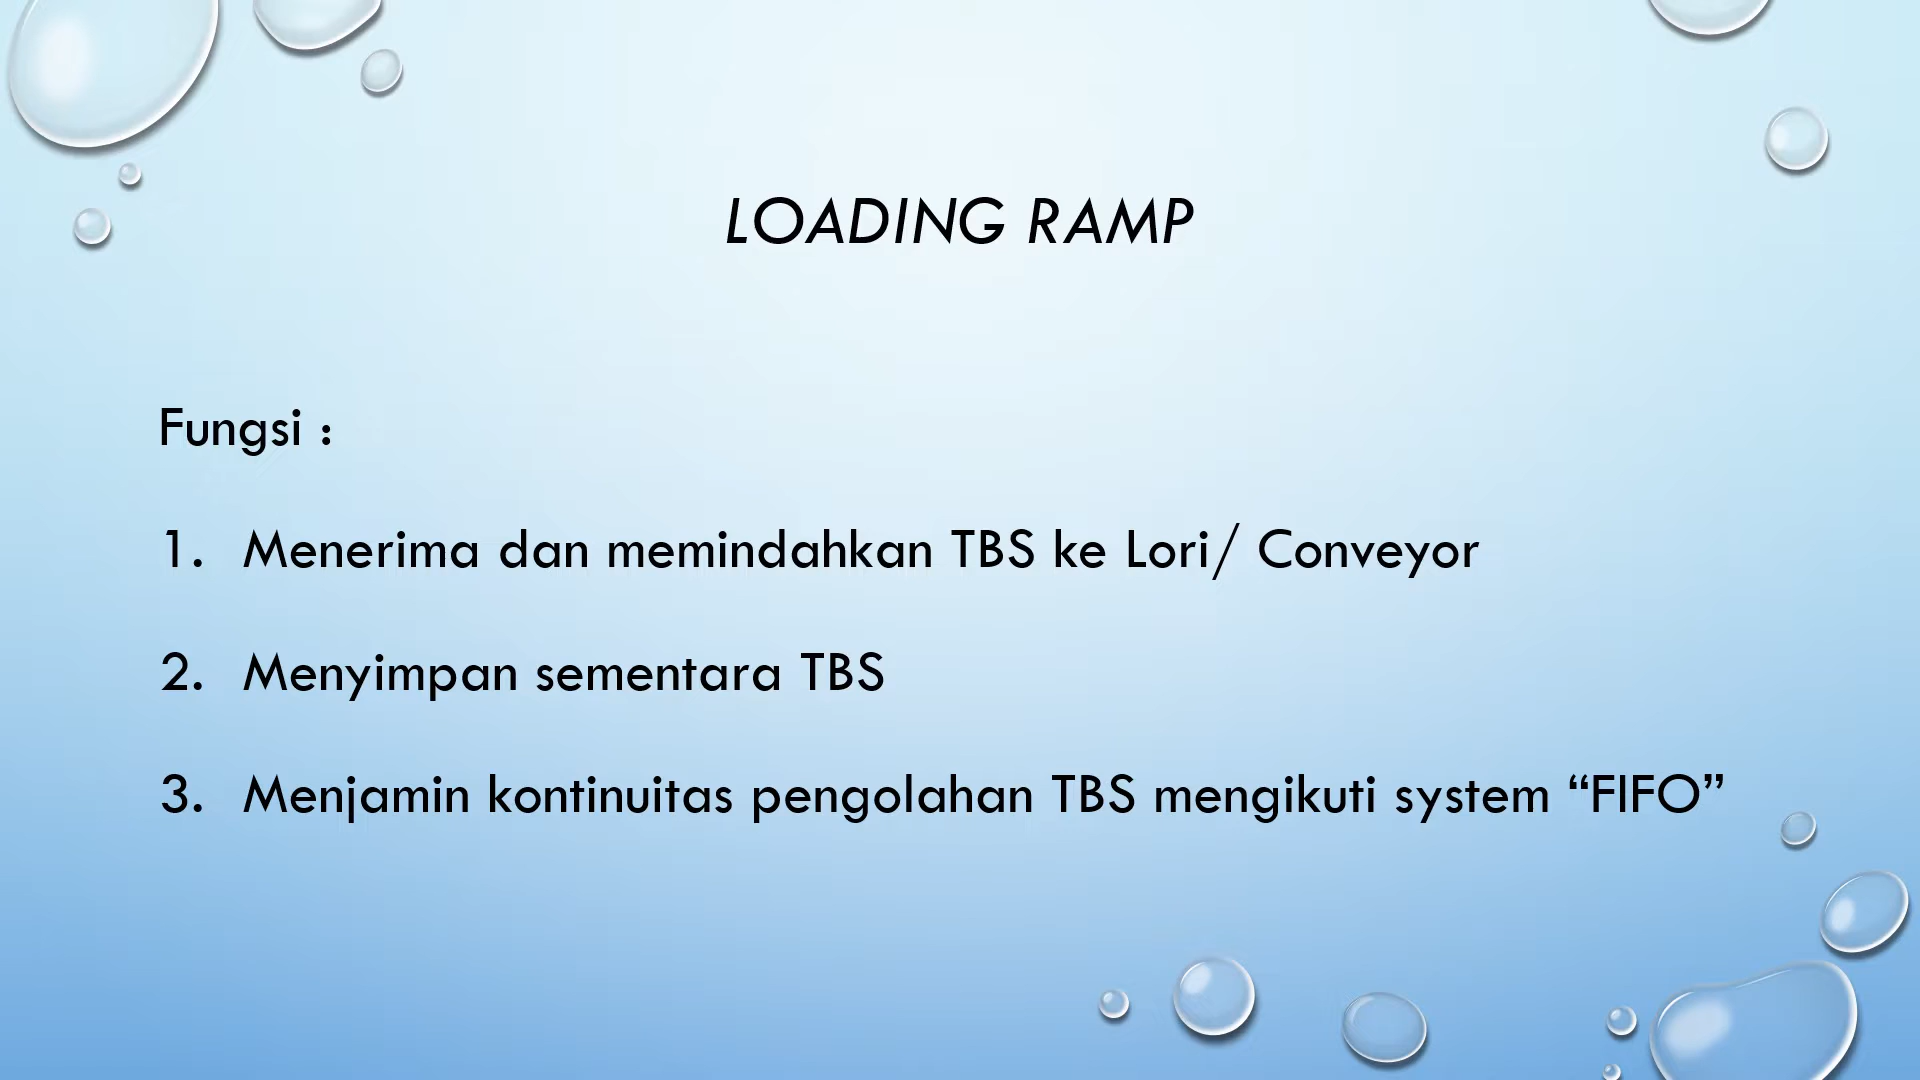 LOADING RAMP
Fungsi :
1. Menerima dan memindahkan TBS ke Lori/ Conveyor
2. Menyimpan sementara TBS
3. Menjamin kontinuitas pengolahan TBS mengikuti system “FIFO”